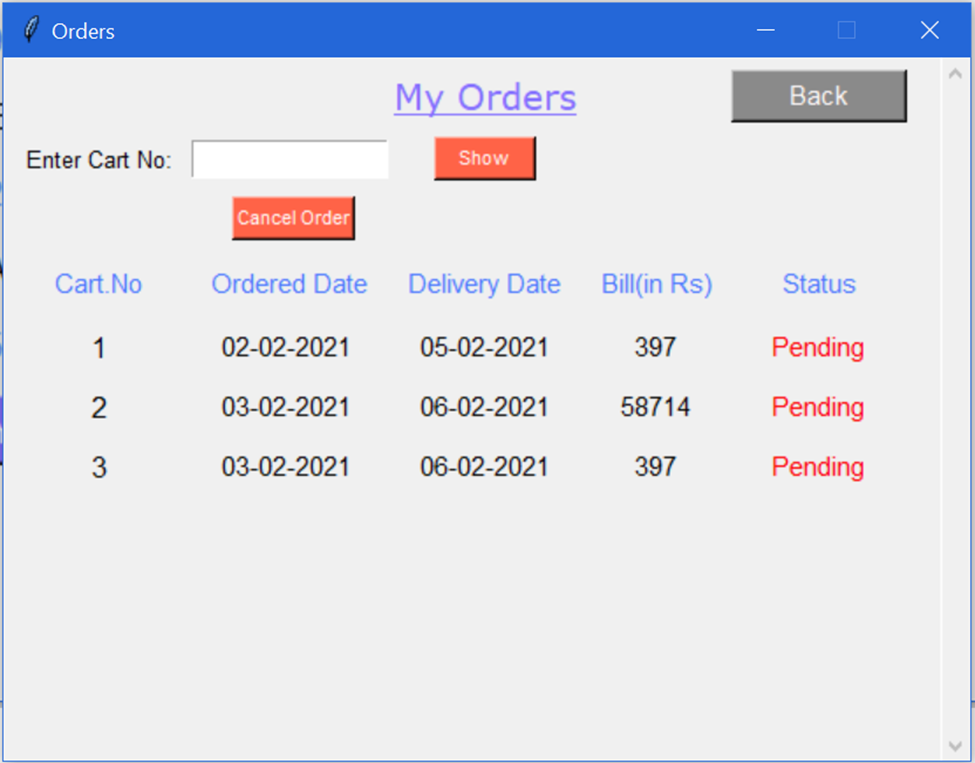 Orders
My Orders
Back
Enter Cart No:
Show
Cancel Order
Cart.No Ordered Date Delivery Date Bill(in Rs) Status
1 02-02-2021 05-02-2021 397 Pending
2 03-02-2021 06-02-2021 58714 Pending
3 03-02-2021 06-02-2021 397 Pending